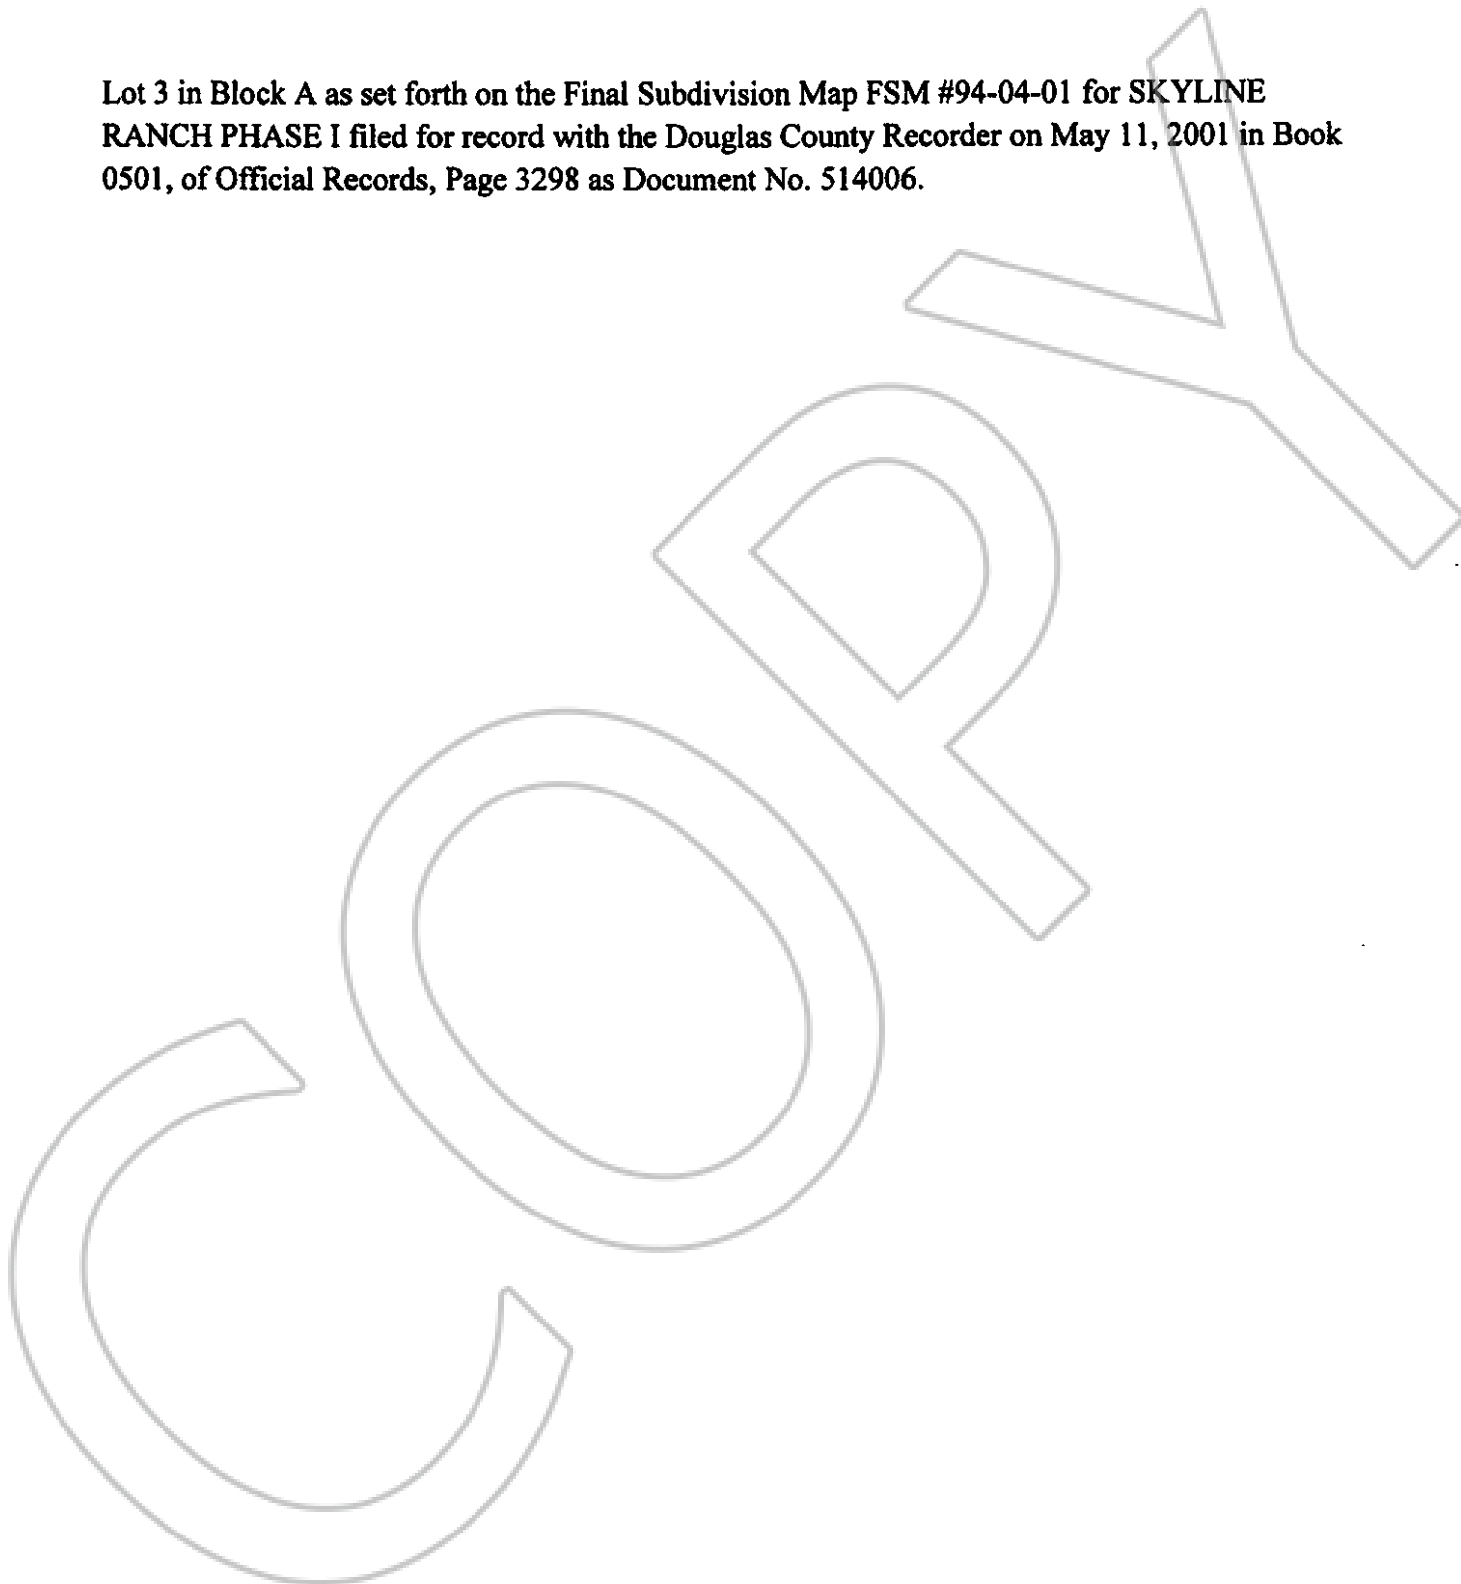 Lot 3 in Block A as set forth on the Final Subdivision Map FSM #94-04-01 for SKYLINE
RANCH PHASE I filed for record with the Douglas County Recorder on May 11, 2001 in Book
0501, of Official Records, Page 3298 as Document No. 514006.
COPY